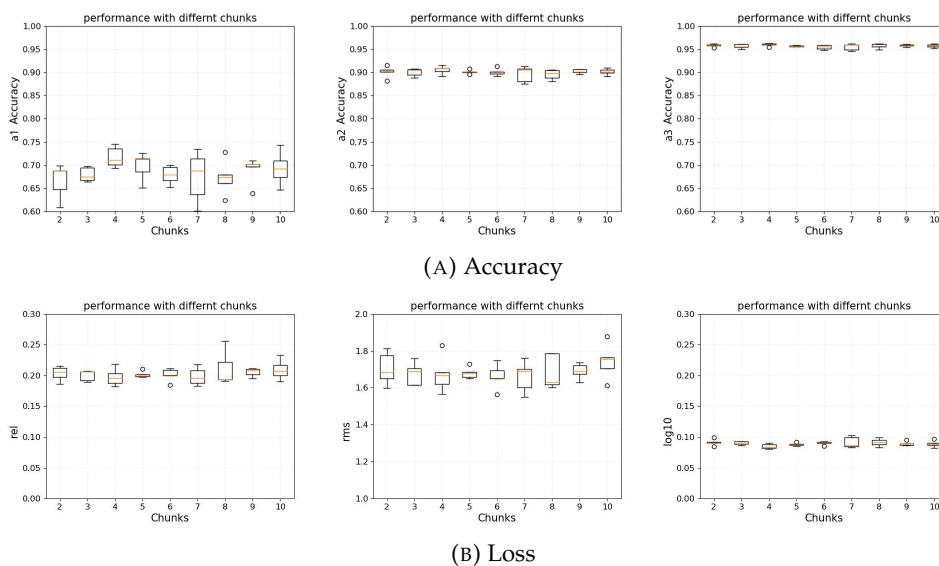 performance with differnt chunks
a1 Accuracy
1.00
0.95
0.90
0.85
0.80
0.75
0.70
0.65
0.60
2 3 4 5 6 7 8 9 10
Chunks
performance with differnt chunks
a2 Accuracy
1.00
0.95
0.90
0.85
0.80
0.75
0.70
0.65
0.60
2 3 4 5 6 7 8 9 10
Chunks
performance with differnt chunks
a3 Accuracy
1.00
0.95
0.90
0.85
0.80
0.75
0.70
0.65
0.60
2 3 4 5 6 7 8 9 10
Chunks
(A) Accuracy
performance with differnt chunks
rel
0.30
0.25
0.20
0.15
0.10
0.05
0.00
2 3 4 5 6 7 8 9 10
Chunks
performance with differnt chunks
rms
2.0
1.8
1.6
1.4
1.2
1.0
2 3 4 5 6 7 8 9 10
Chunks
performance with differnt chunks
log10
0.30
0.25
0.20
0.15
0.10
0.05
0.00
2 3 4 5 6 7 8 9 10
Chunks
(B) Loss